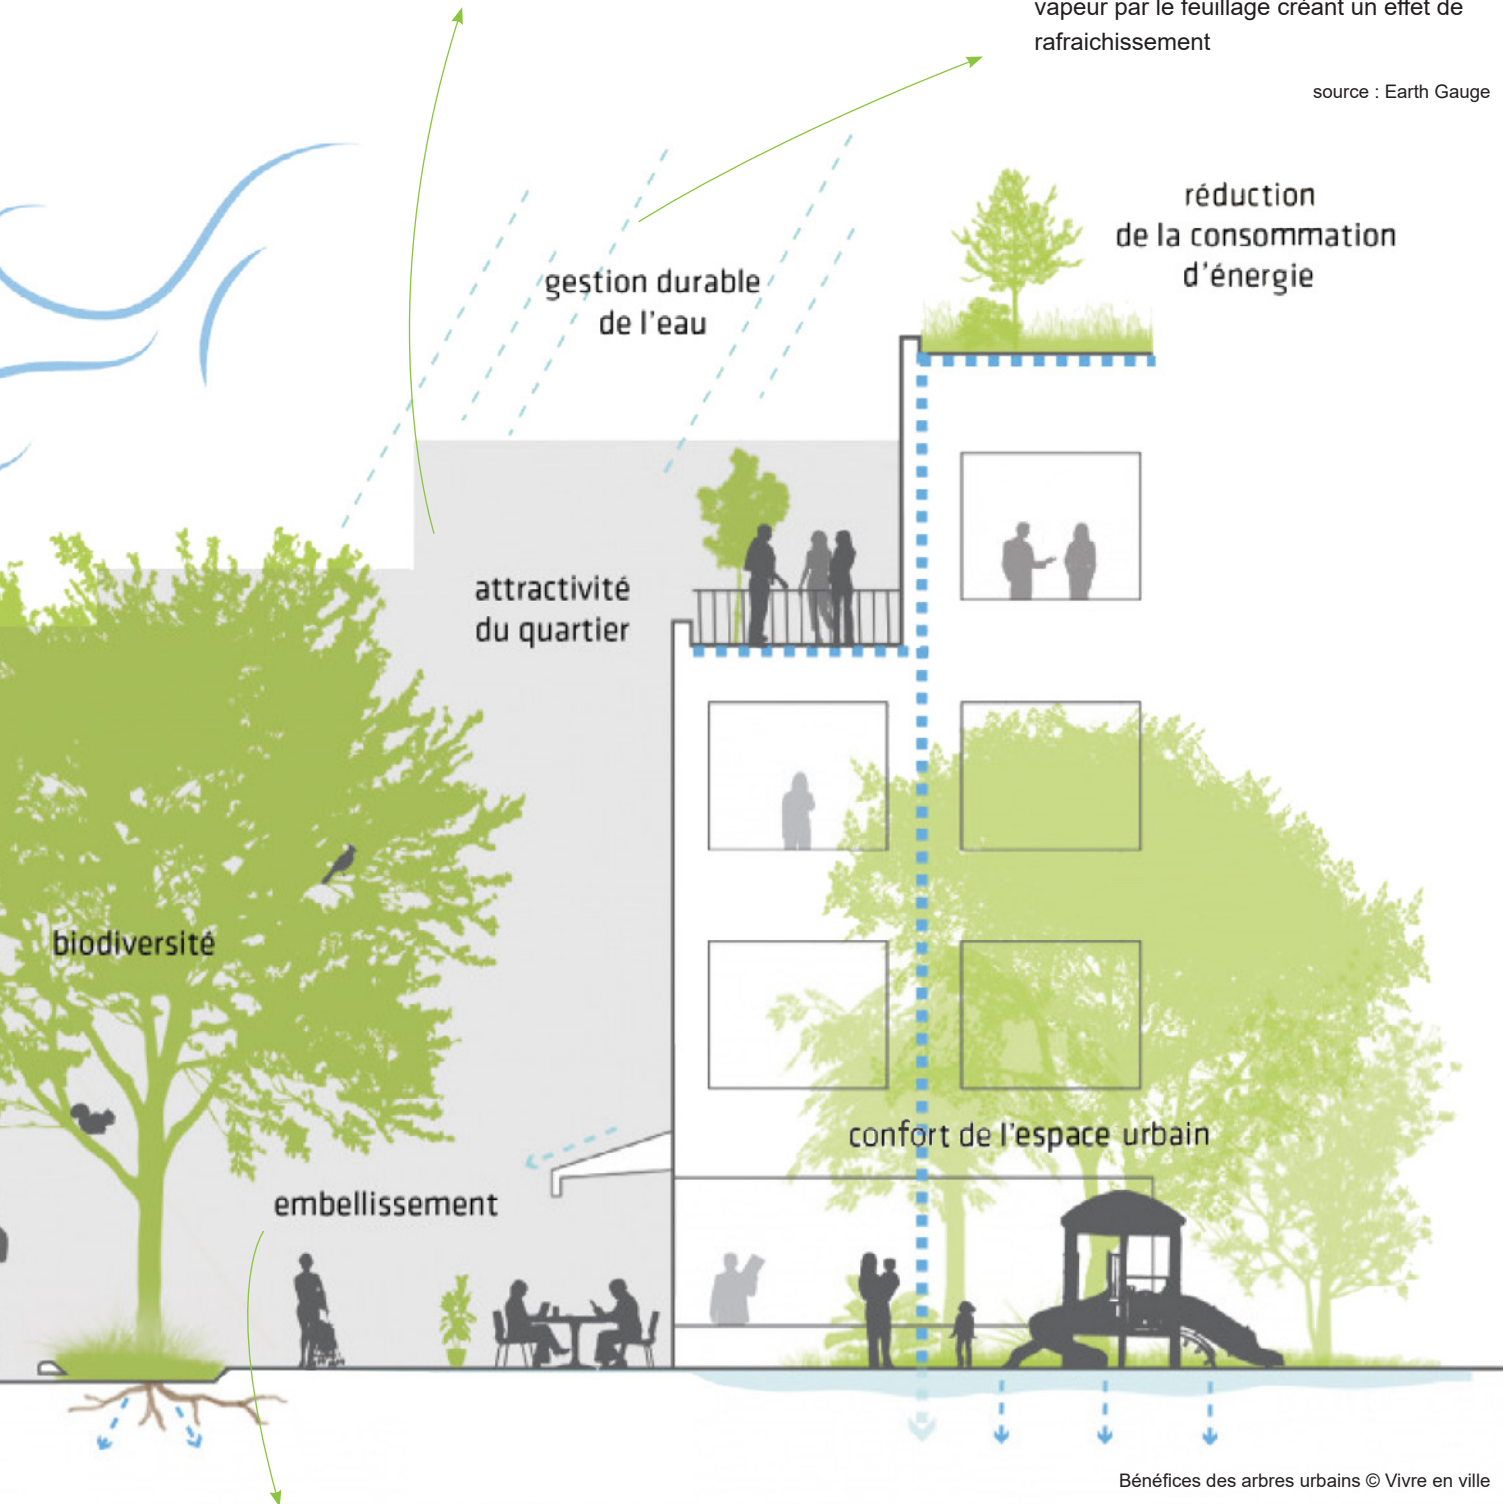 vapeur par le feuillage créant un effet de
rafraichissement
source : Earth Gauge
réduction
de la consommation
d'énergie
gestion durable
de l'eau
attractivité
du quartier
biodiversité
confort de l'espace urbain
embellissement
Bénéfices des arbres urbains © Vivre en ville